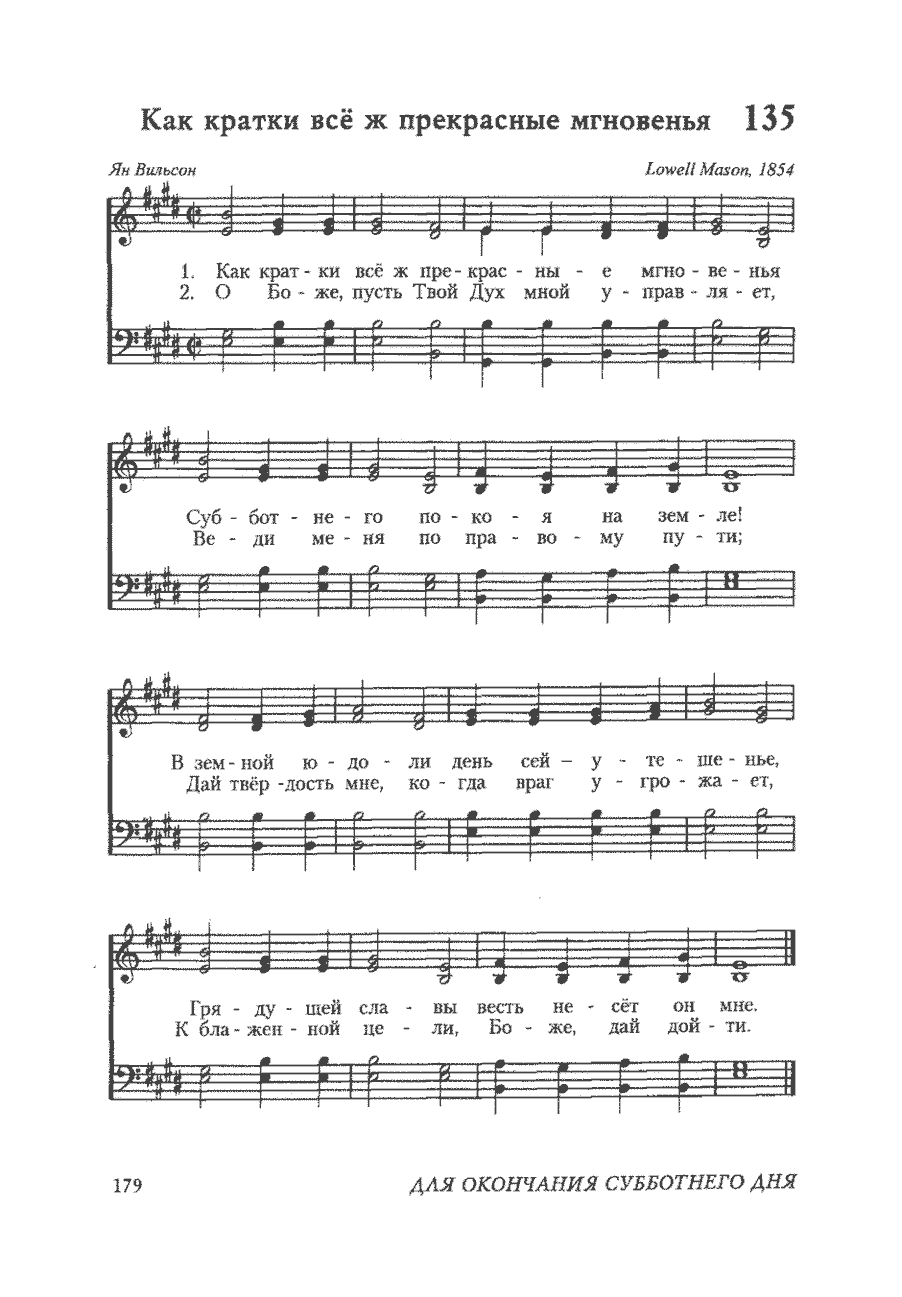 Как кратки всё ж прекрасные мгновенья 135
Ян Вильсон Lowell Mason, 1854
1. Как крат - ки всё ж пре - крас - ны - е мгно - ве - нья
2. О Бо - же, пусть Твой Дух мной у - прав - ля - ет,
Суб - бот - не - го по - ко - я на зем - ле!
Ве - ди ме - ня по пра - во - му пу - ти;
В зем - ной ю - до - ли день сей – у - те - ше - нье,
Дай твёр -дость мне, ко - гда враг у - гро - жа - ет,
Гря - ду - щей сла - вы весть не - сёт он мне.
К бла - жен - ной це - ли, Бо - же, дай дой - ти.
179 ДЛЯ ОКОНЧАНИЯ СУББОТНЕГО ДНЯ